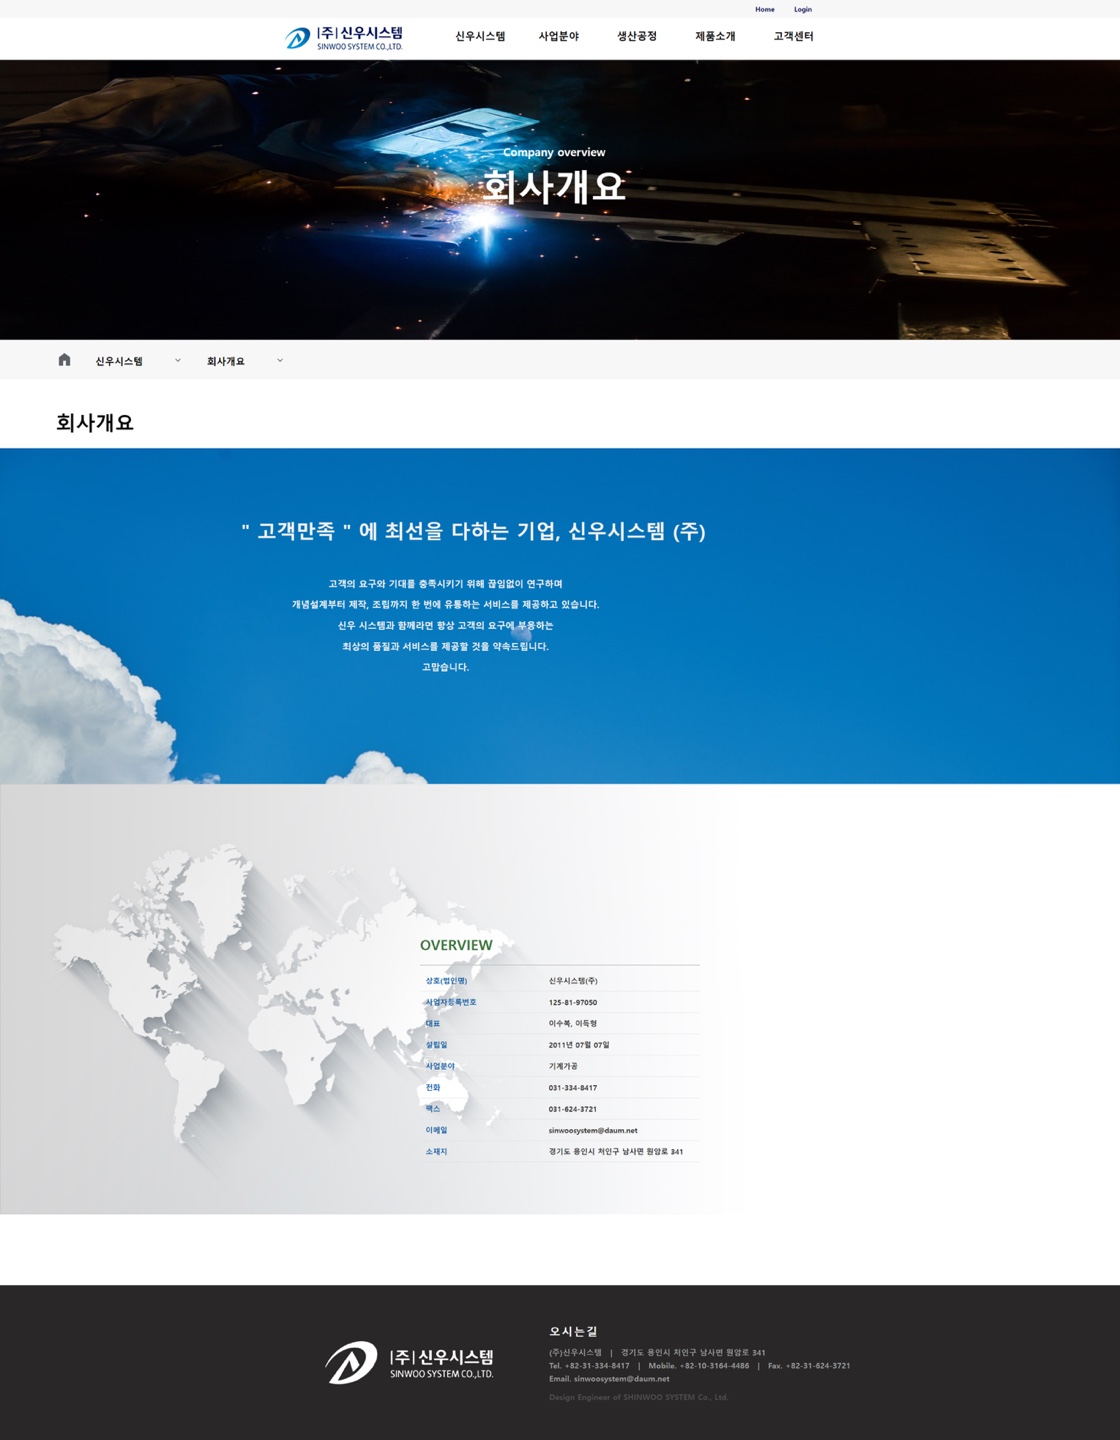 Home Login
|주|신우시스템
SINWOO SYSTEM CO.,LTD.
신우시스템 사업분야 생산공정 제품소개 고객센터
Company overview
회사개요
신우시스템 회사개요
회사개요
" 고객만족 " 에 최선을 다하는 기업, 신우시스템 (주)
고객의 요구와 기대를 충족시키기 위해 끊임없이 연구하며
개념설계부터 제작, 조립까지 한 번에 유통하는 서비스를 제공하고 있습니다.
신우 시스템과 함께라면 항상 고객의 요구에 부응하는
최상의 품질과 서비스를 제공할 것을 약속드립니다.
고맙습니다.
OVERVIEW
상호(법인명) 신우시스템(주)
사업자등록번호 125-81-97050
대표 이수복, 이득형
설립일 2011년 07월 07일
사업분야 기계가공
전화 031-334-8417
팩스 031-624-3721
이메일 sinwoosystem@daum.net
소재지 경기도 용인시 처인구 남사면 원암로 341
|주|신우시스템
SINWOO SYSTEM CO.,LTD.
오시는길
(주)신우시스템 | 경기도 용인시 처인구 남사면 원암로 341
Tel. +82-31-334-8417 | Mobile. +82-10-3164-4486 | Fax. +82-31-624-3721
Email. sinwoosystem@daum.net
Design Engineer of SHINWOO SYSTEM Co., Ltd.